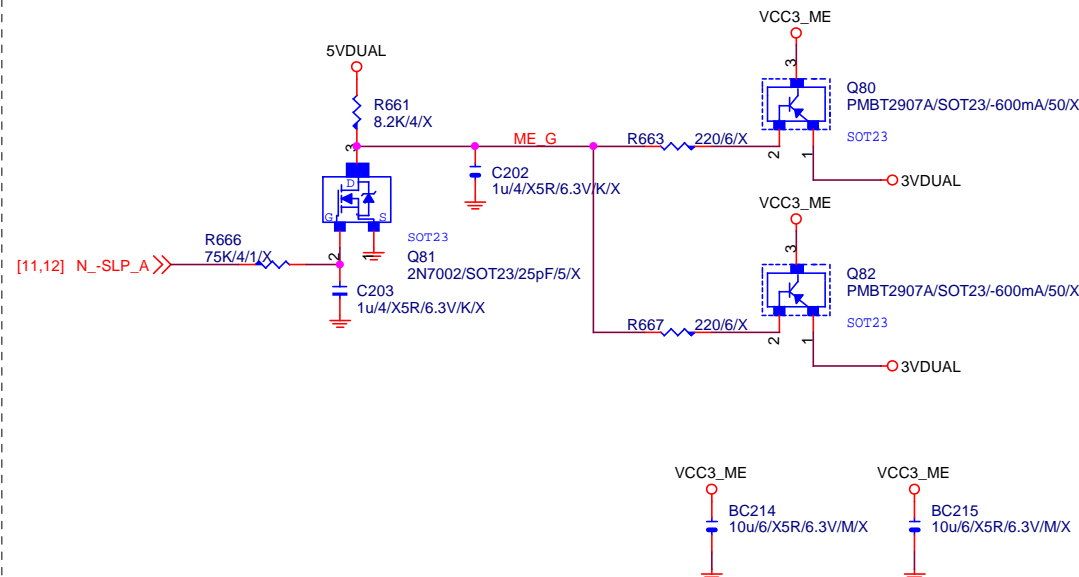 VCC3_ME
5VDUAL
3
Q80
PMBT2907A/SOT23/-600mA/50/X
SOT23
R661
8.2K/4/X
3
ME_G
R663 220/6/X
2
1
3VDUAL
C202
1u/4/X5R/6.3V/K/X
D
G
S
VCC3_ME
SOT23
Q81
2N7002/SOT23/25pF/5/X
2
1
R666
75K/4/1/X
[11,12] N_-SLP_A
C203
1u/4/X5R/6.3V/K/X
3
Q82
PMBT2907A/SOT23/-600mA/50/X
SOT23
R667 220/6/X
2
1
3VDUAL
VCC3_ME
VCC3_ME
BC214
10u/6/X5R/6.3V/M/X
BC215
10u/6/X5R/6.3V/M/X